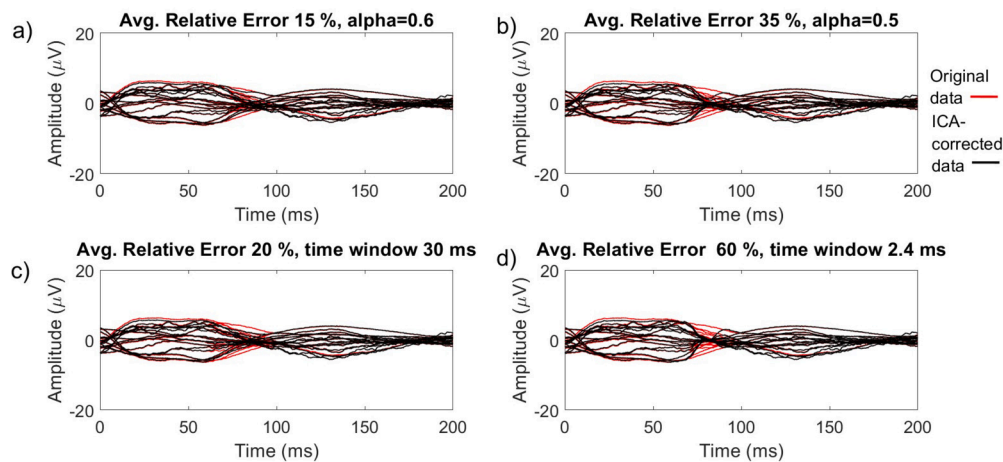 a)
Avg. Relative Error 15 %, alpha=0.6
20
0
-20
Amplitude (μV)
0 50 100 150 200
Time (ms)
b)
Avg. Relative Error 35 %, alpha=0.5
20
0
-20
Amplitude (μV)
0 50 100 150 200
Time (ms)
Original
data
ICA-
corrected
data
c)
Avg. Relative Error 20 %, time window 30 ms
20
0
-20
Amplitude (μV)
0 50 100 150 200
Time (ms)
d)
Avg. Relative Error 60 %, time window 2.4 ms
20
0
-20
Amplitude (μV)
0 50 100 150 200
Time (ms)